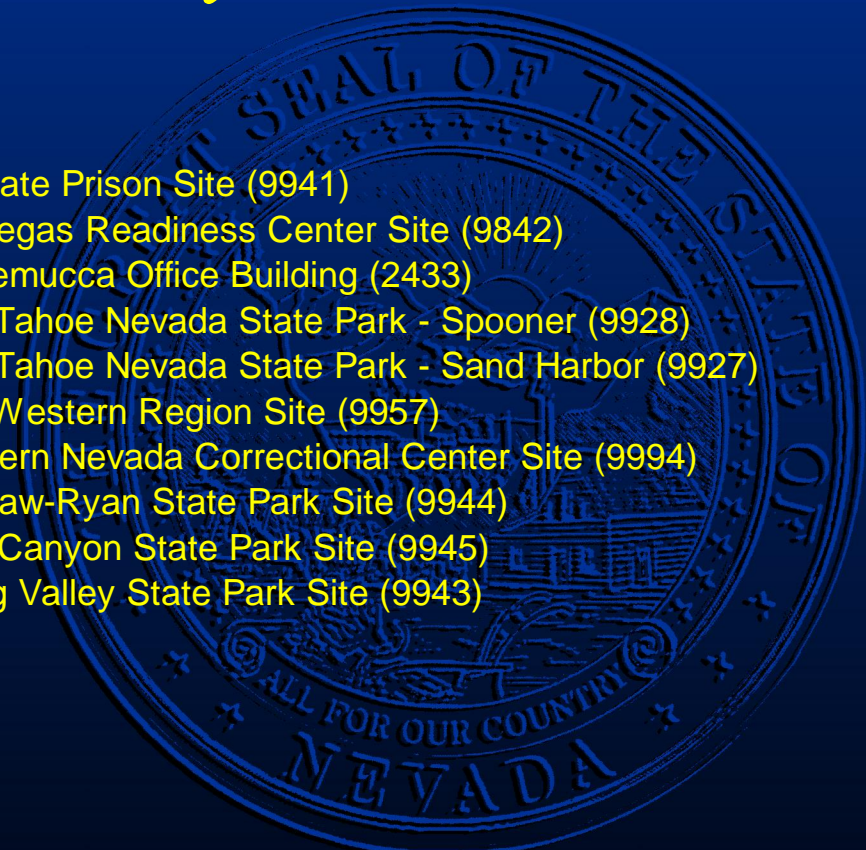 ate Prison Site (9941)
egas Readiness Center Site (9842)
emucca Office Building (2433)
Tahoe Nevada State Park - Spooner (9928)
Tahoe Nevada State Park - Sand Harbor (9927)
Western Region Site (9957)
ern Nevada Correctional Center Site (9994)
aw-Ryan State Park Site (9944)
Canyon State Park Site (9945)
g Valley State Park Site (9943)
SEAL OF THE STATE OF
ALL FOR OUR COUNTRY
NEVADA